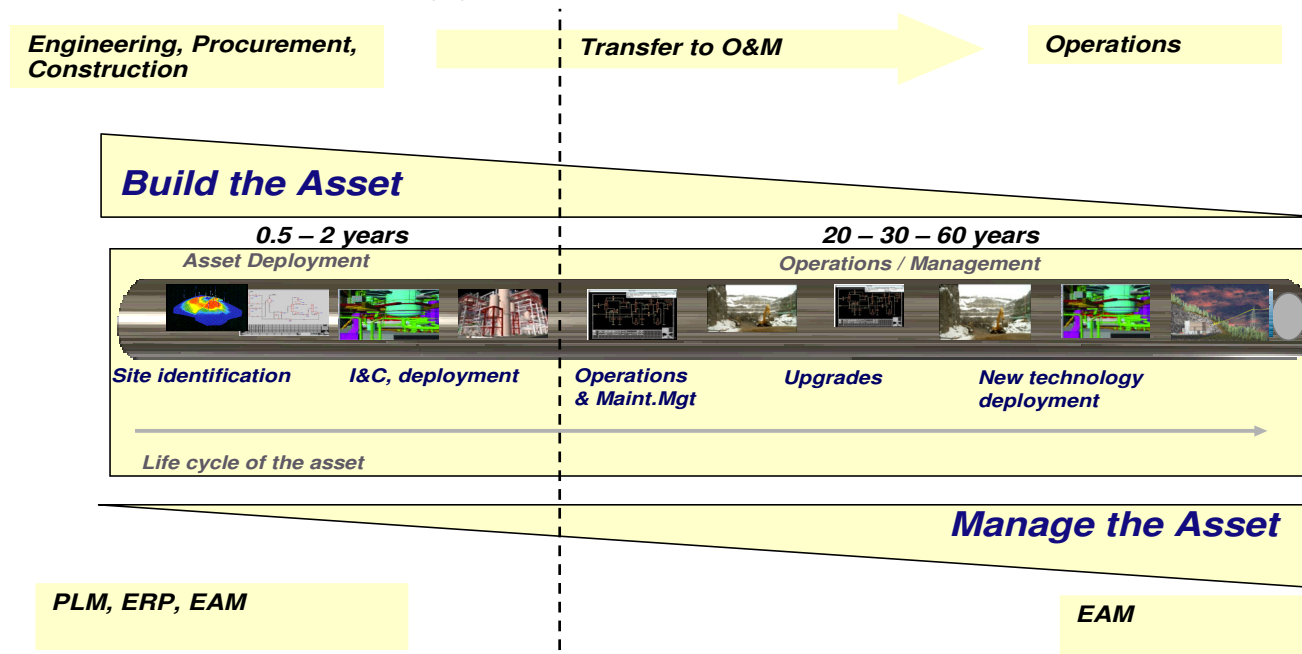 Engineering, Procurement,
Construction
Transfer to O&M
Operations
Build the Asset
0.5 – 2 years
20 – 30 – 60 years
Asset Deployment
Operations / Management
Site identification
I&C, deployment
Operations
& Maint.Mgt
Upgrades
New technology
deployment
Life cycle of the asset
Manage the Asset
PLM, ERP, EAM
EAM